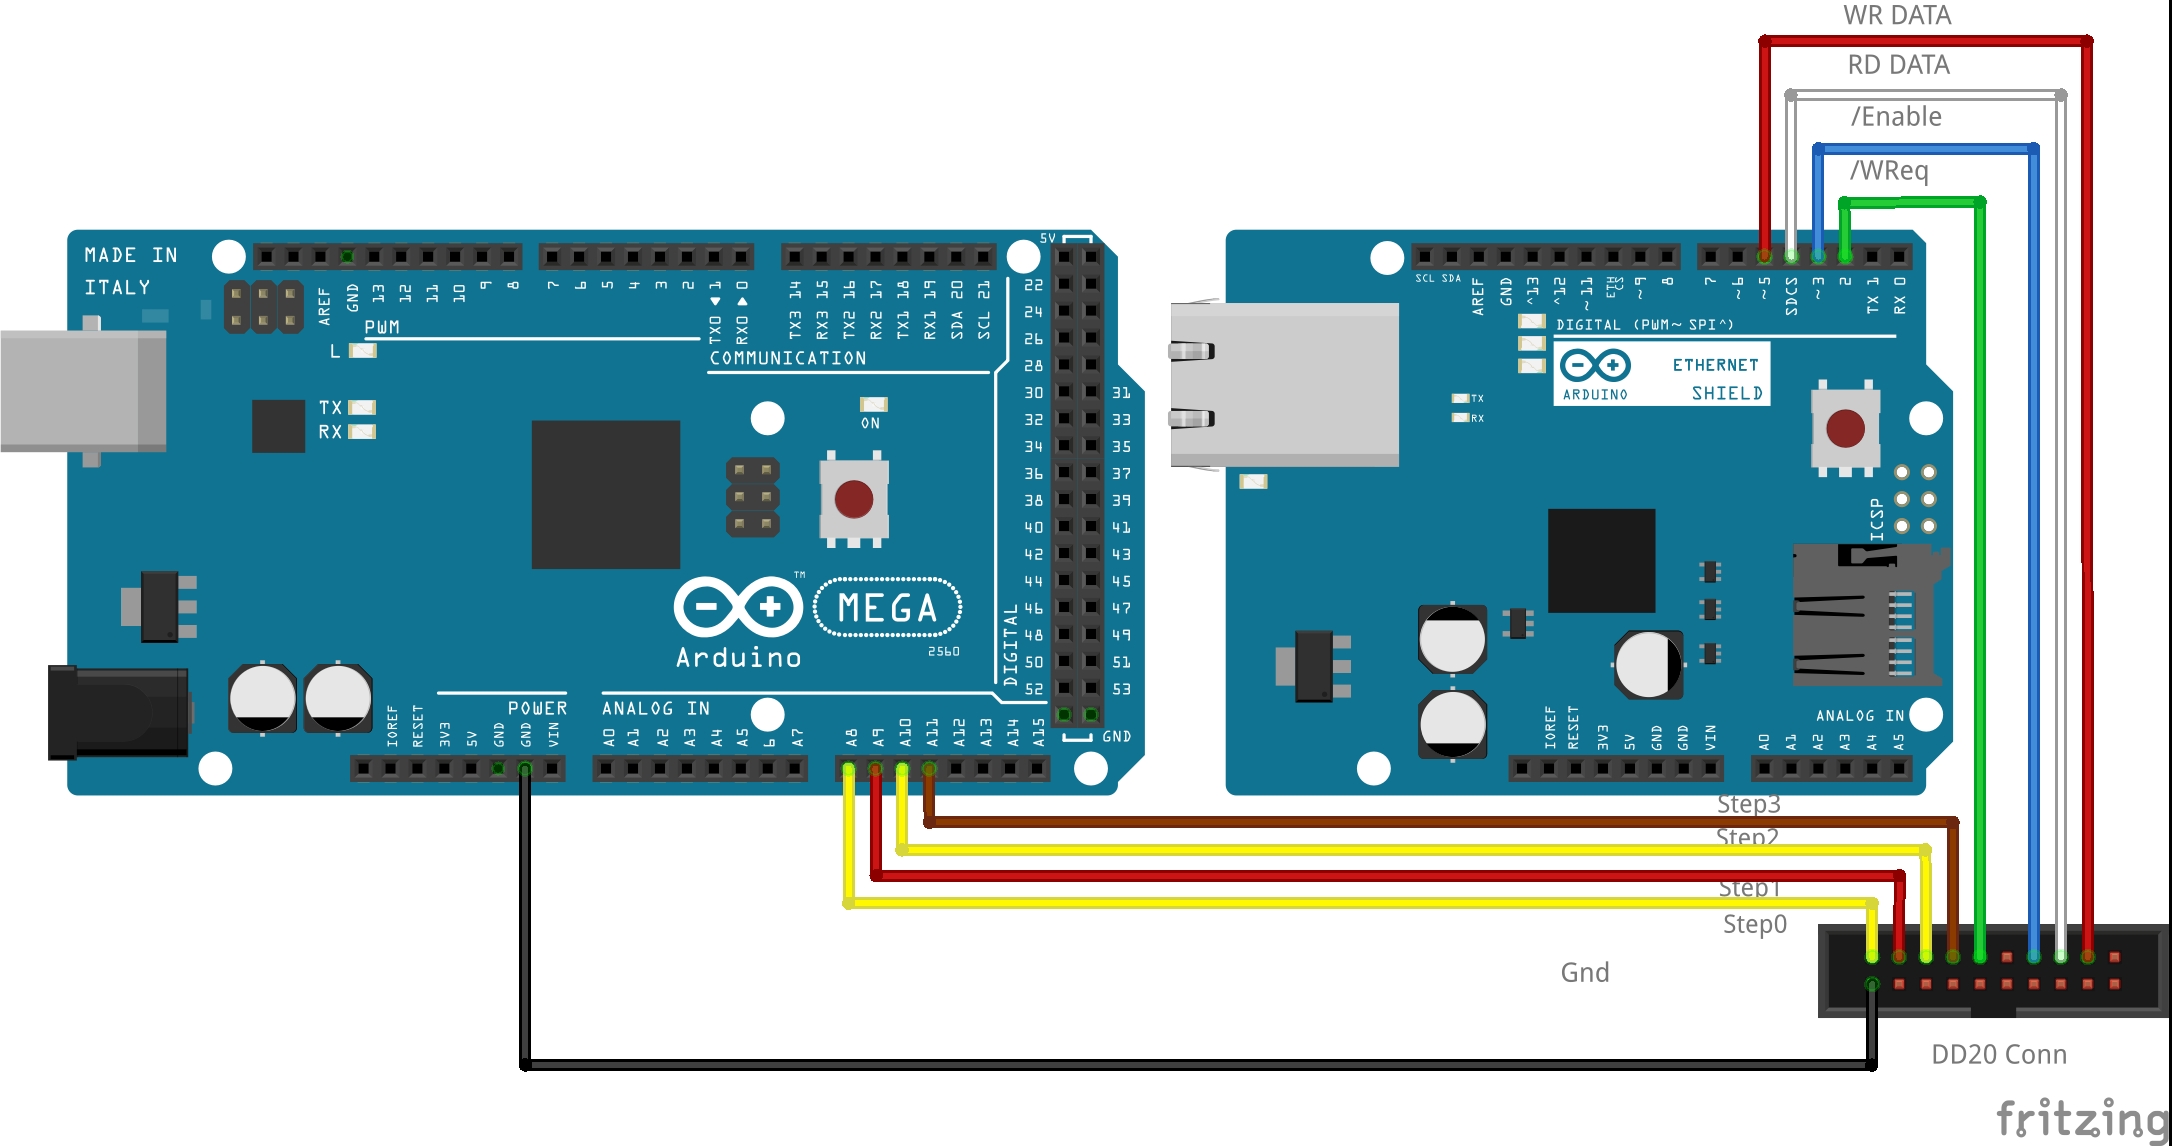 WR DATA
RD DATA
/Enable
/WReq
MADE IN
ITALY
AREF
GND
13
12
11
10
9
8
7
6
5
4
3
2
TX0 1
RX0 0
TX3 14
RX3 15
TX2 16
RX2 17
TX1 18
RX1 19
SDA 20
SCL 21
PWM
COMMUNICATION
L
TX
RX
ON
5V
22
24
26
28
30 31
32 33
34 35
36 37
38 39
40 41
42 43
44 45
46 47
48 49
50 51
52 53
GND
DIGITAL
TM
MEGA
Arduino
2560
POWER
ANALOG IN
IOREF
RESET
3V3
5V
GND
GND
VIN
A0
A1
A2
A3
A4
A5
6
A7
A8
A9
A10
A11
A12
A13
A14
A15
SCL SDA
AREF
GND
^13
^12
~11
ETH
CS
~9
8
7
~6
~5
SDCS
~3
2
TX 1
RX 0
DIGITAL (PWM~ SPI^)
ARDUINO
ETHERNET
SHIELD
TX
RX
ICSP
ANALOG IN
IOREF
RESET
3V3
5V
GND
GND
VIN
A0
A1
A2
A3
A4
A5
Step3
Step2
Step1
Step0
Gnd
DD20 Conn
fritzing